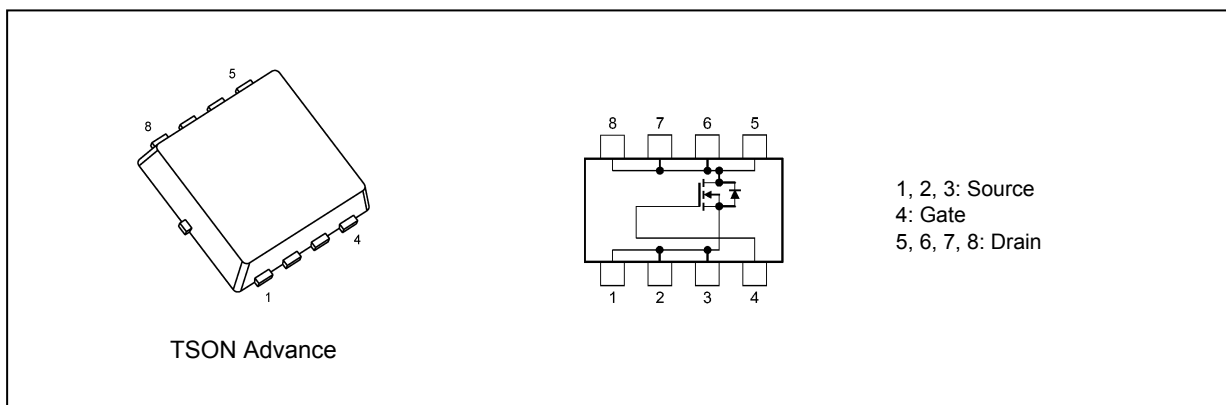 5
8
4
1
TSON Advance
8 7 6 5
1 2 3 4
1, 2, 3: Source
4: Gate
5, 6, 7, 8: Drain